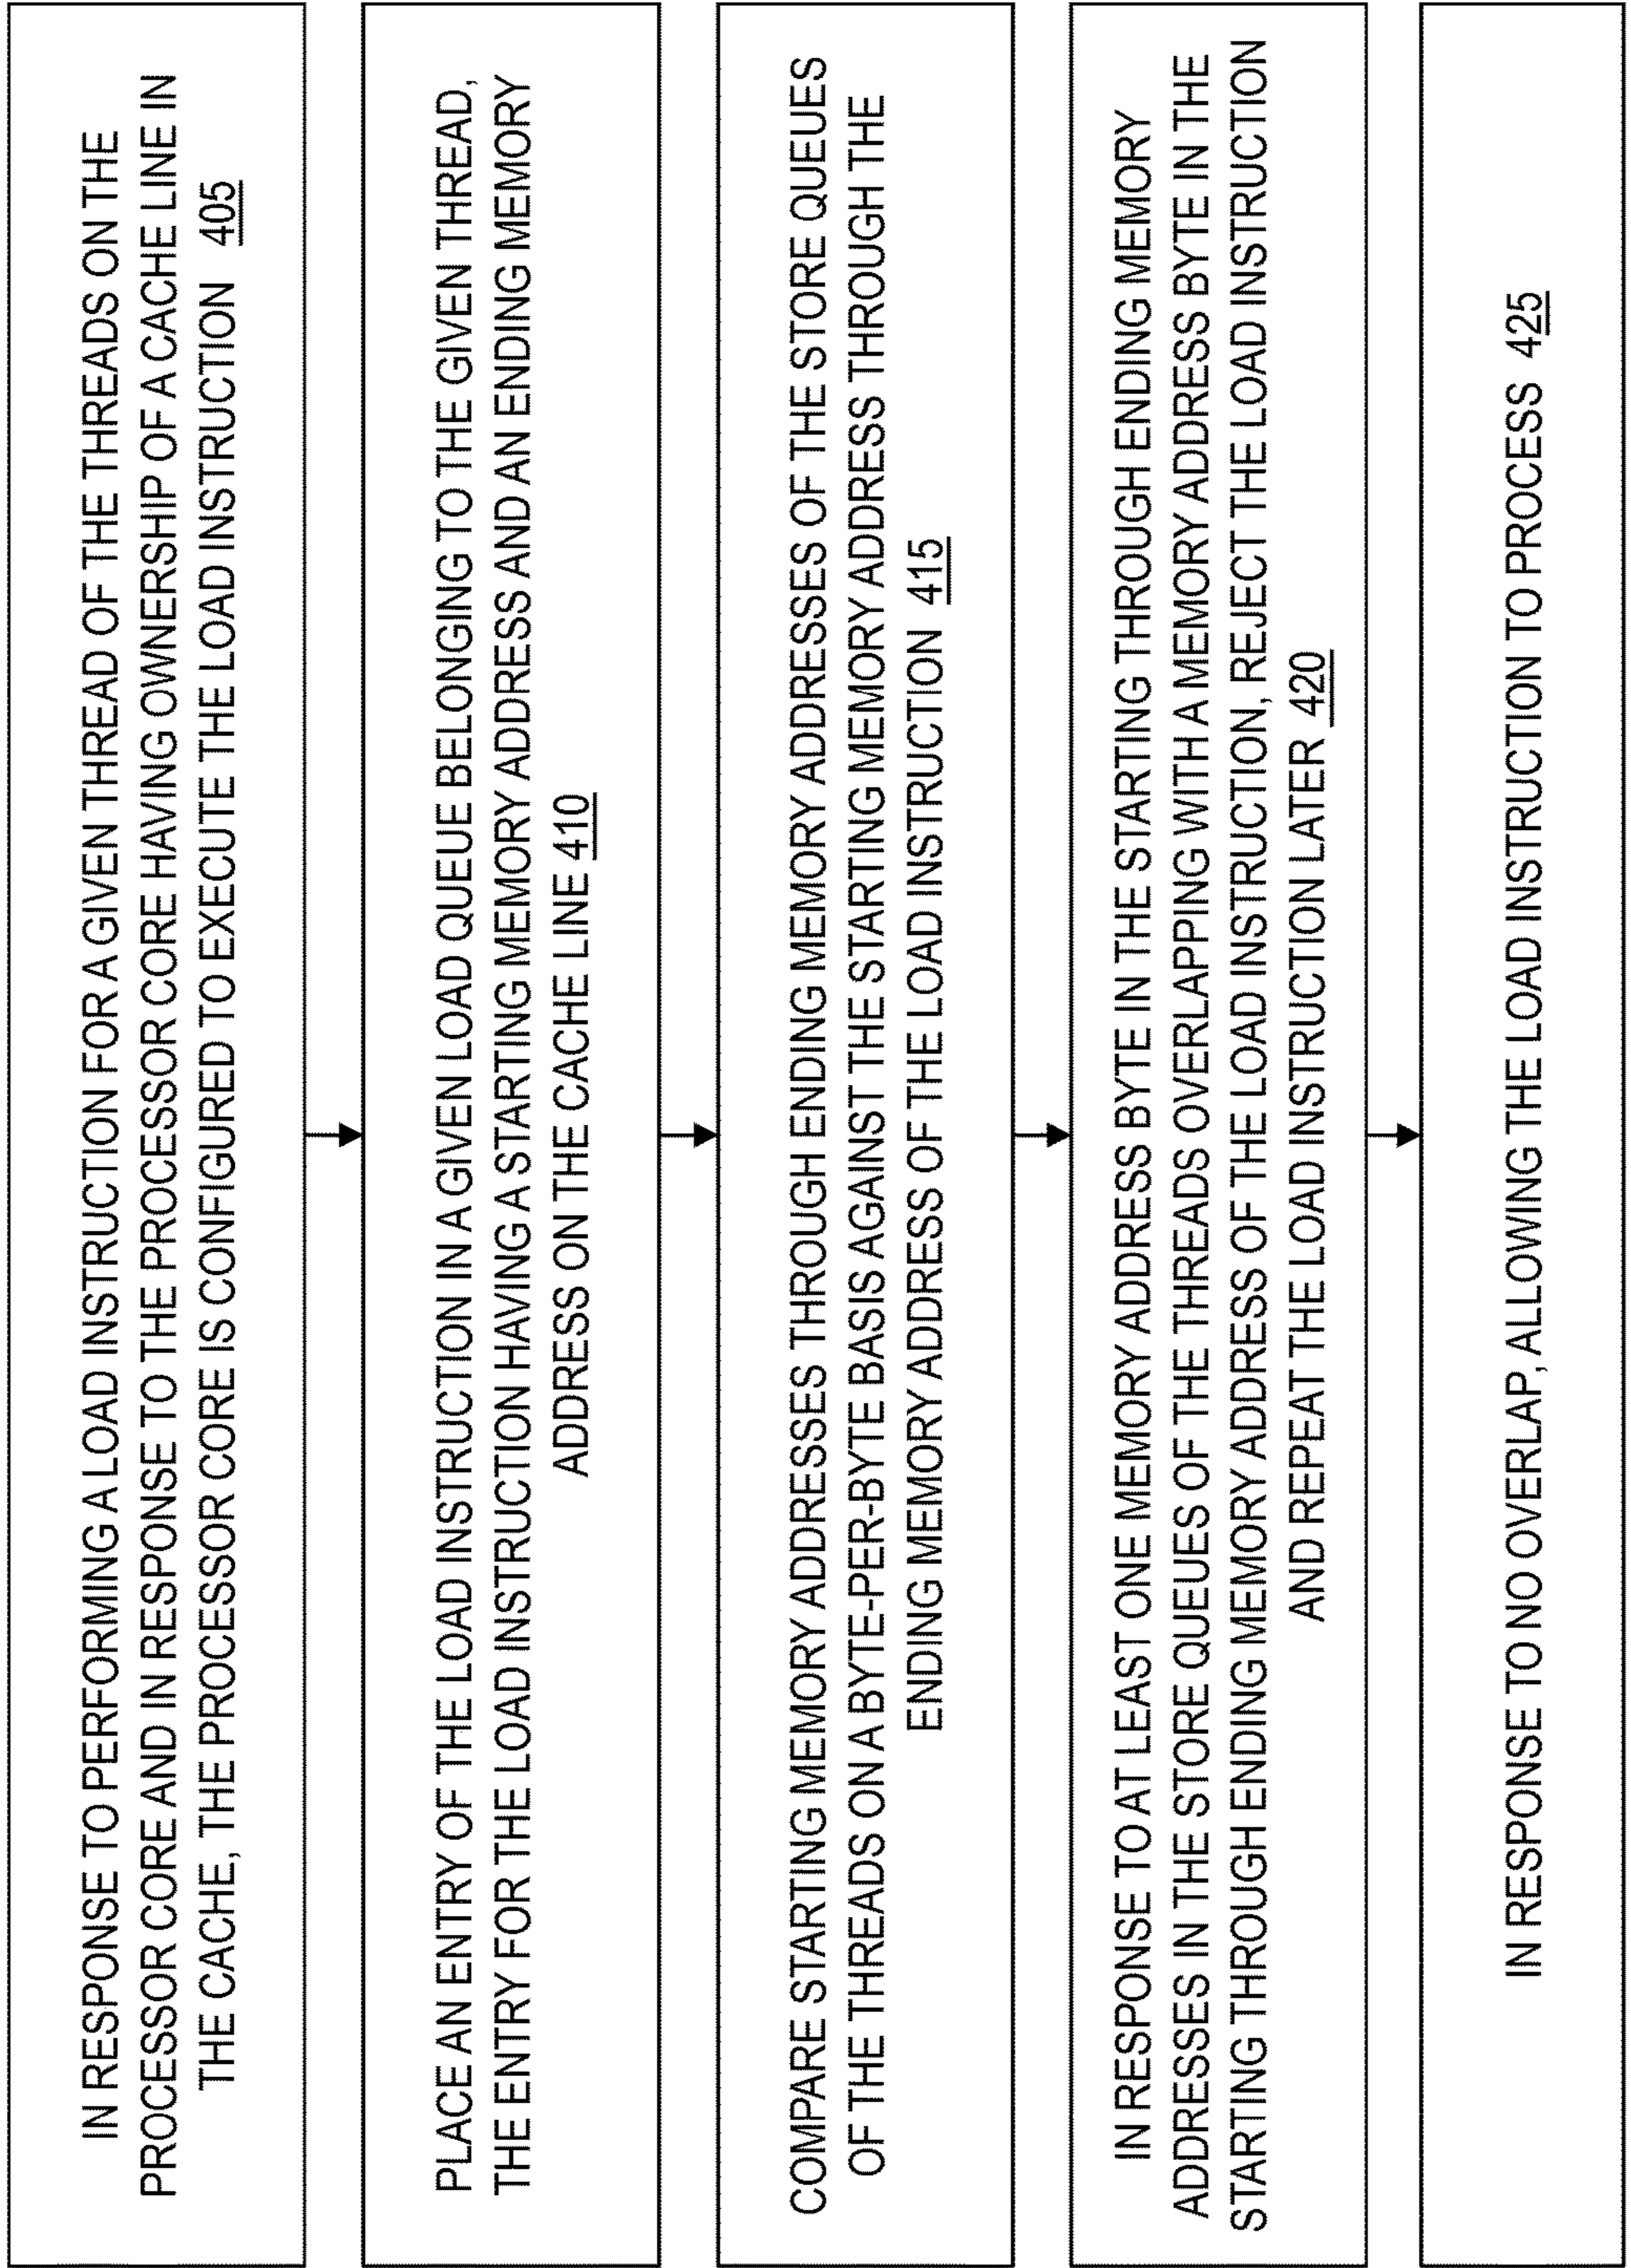 IN RESPONSE TO PERFORMING A LOAD INSTRUCTION FOR A GIVEN THREAD OF THE THREADS ON THE
PROCESSOR CORE AND IN RESPONSE TO THE PROCESSOR CORE HAVING OWNERSHIP OF A CACHE LINE IN
THE CACHE, THE PROCESSOR CORE IS CONFIGURED TO EXECUTE THE LOAD INSTRUCTION 405
PLACE AN ENTRY OF THE LOAD INSTRUCTION IN A GIVEN LOAD QUEUE BELONGING TO THE GIVEN THREAD,
THE ENTRY FOR THE LOAD INSTRUCTION HAVING A STARTING MEMORY ADDRESS AND AN ENDING MEMORY
ADDRESS ON THE CACHE LINE 410
COMPARE STARTING MEMORY ADDRESSES THROUGH ENDING MEMORY ADDRESSES OF THE STORE QUEUES
OF THE THREADS ON A BYTE-PER-BYTE BASIS AGAINST THE STARTING MEMORY ADDRESS THROUGH THE
ENDING MEMORY ADDRESS OF THE LOAD INSTRUCTION 415
IN RESPONSE TO AT LEAST ONE MEMORY ADDRESS BYTE IN THE STARTING THROUGH ENDING MEMORY
ADDRESSES IN THE STORE QUEUES OF THE THREADS OVERLAPPING WITH A MEMORY ADDRESS BYTE IN THE
STARTING THROUGH ENDING MEMORY ADDRESS OF THE LOAD INSTRUCTION, REJECT THE LOAD INSTRUCTION
AND REPEAT THE LOAD INSTRUCTION LATER 420
IN RESPONSE TO NO OVERLAP, ALLOWING THE LOAD INSTRUCTION TO PROCESS 425